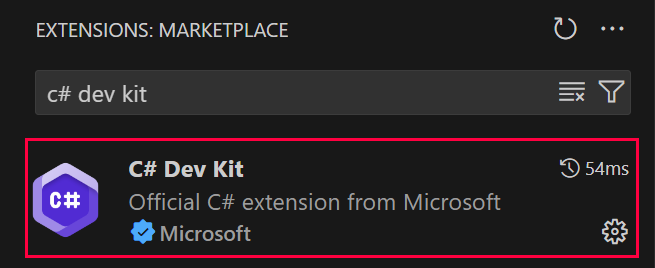 EXTENSIONS: MARKETPLACE
c# dev kit
C# Dev Kit 54ms
C# Official C# extension from Microsoft
Microsoft